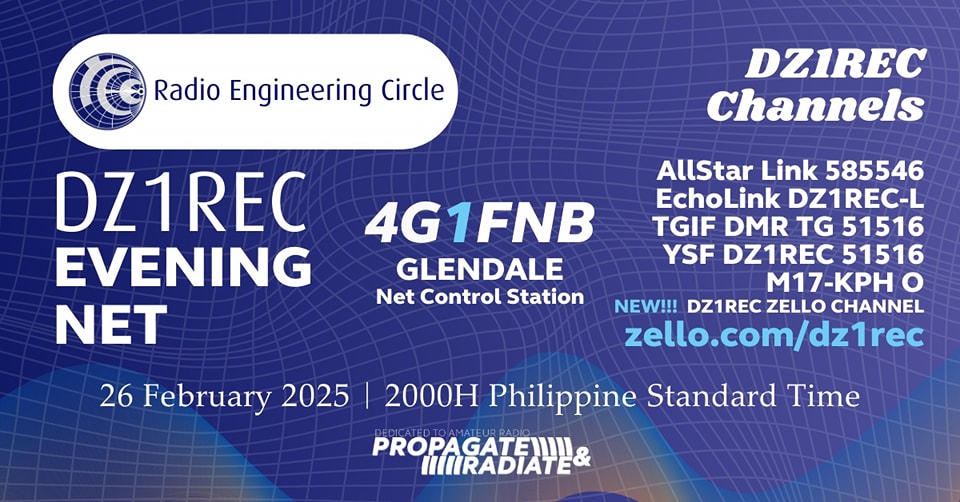 Radio Engineering Circle
DZ1REC
EVENING
NET
4G1FNB
GLENDALE
Net Control Station
DZ1REC
Channels
AllStar Link 585546
EchoLink DZ1REC-L
TGIF DMR TG 51516
YSF DZ1REC 51516
M17-KPH O
NEW!!! DZ1REC ZELLO CHANNEL
zello.com/dz1rec
26 February 2025 | 2000H Philippine Standard Time
DEDICATED TO AMATEUR RADIO
PROPAGATE
&RADIATE